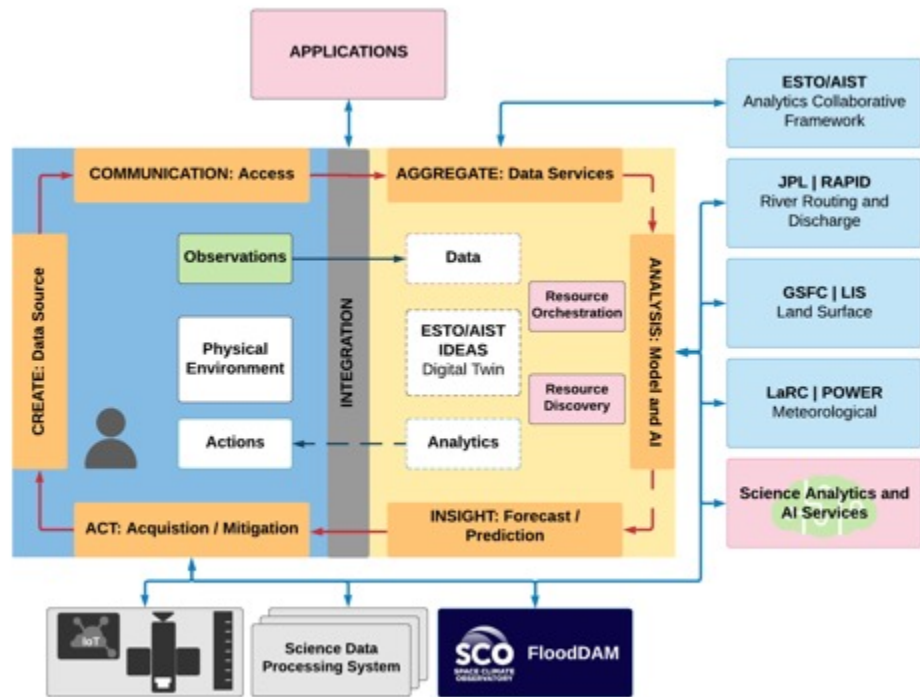 APPLICATIONS
ESTO/AIST
Analytics Collaborative
Framework
COMMUNICATION: Access
AGGREGATE: Data Services
JPL | RAPID
River Routing and
Discharge
CREATE: Data Source
Observations
INTEGRATION
Data
Resource
Orchestration
ANALYSIS: Model and AI
GSFC | LIS
Land Surface
Physical
Environment
ESTO/AIST
IDEAS
Digital Twin
Resource
Discovery
LaRC | POWER
Meteorological
Actions
Analytics
Science Analytics and
AI Services
ACT: Acquistion / Mitigation
INSIGHT: Forecast /
Prediction
IoT
Science Data
Processing System
SCO
SPACE CLIMATE
OBSERVATORY
FloodDAM